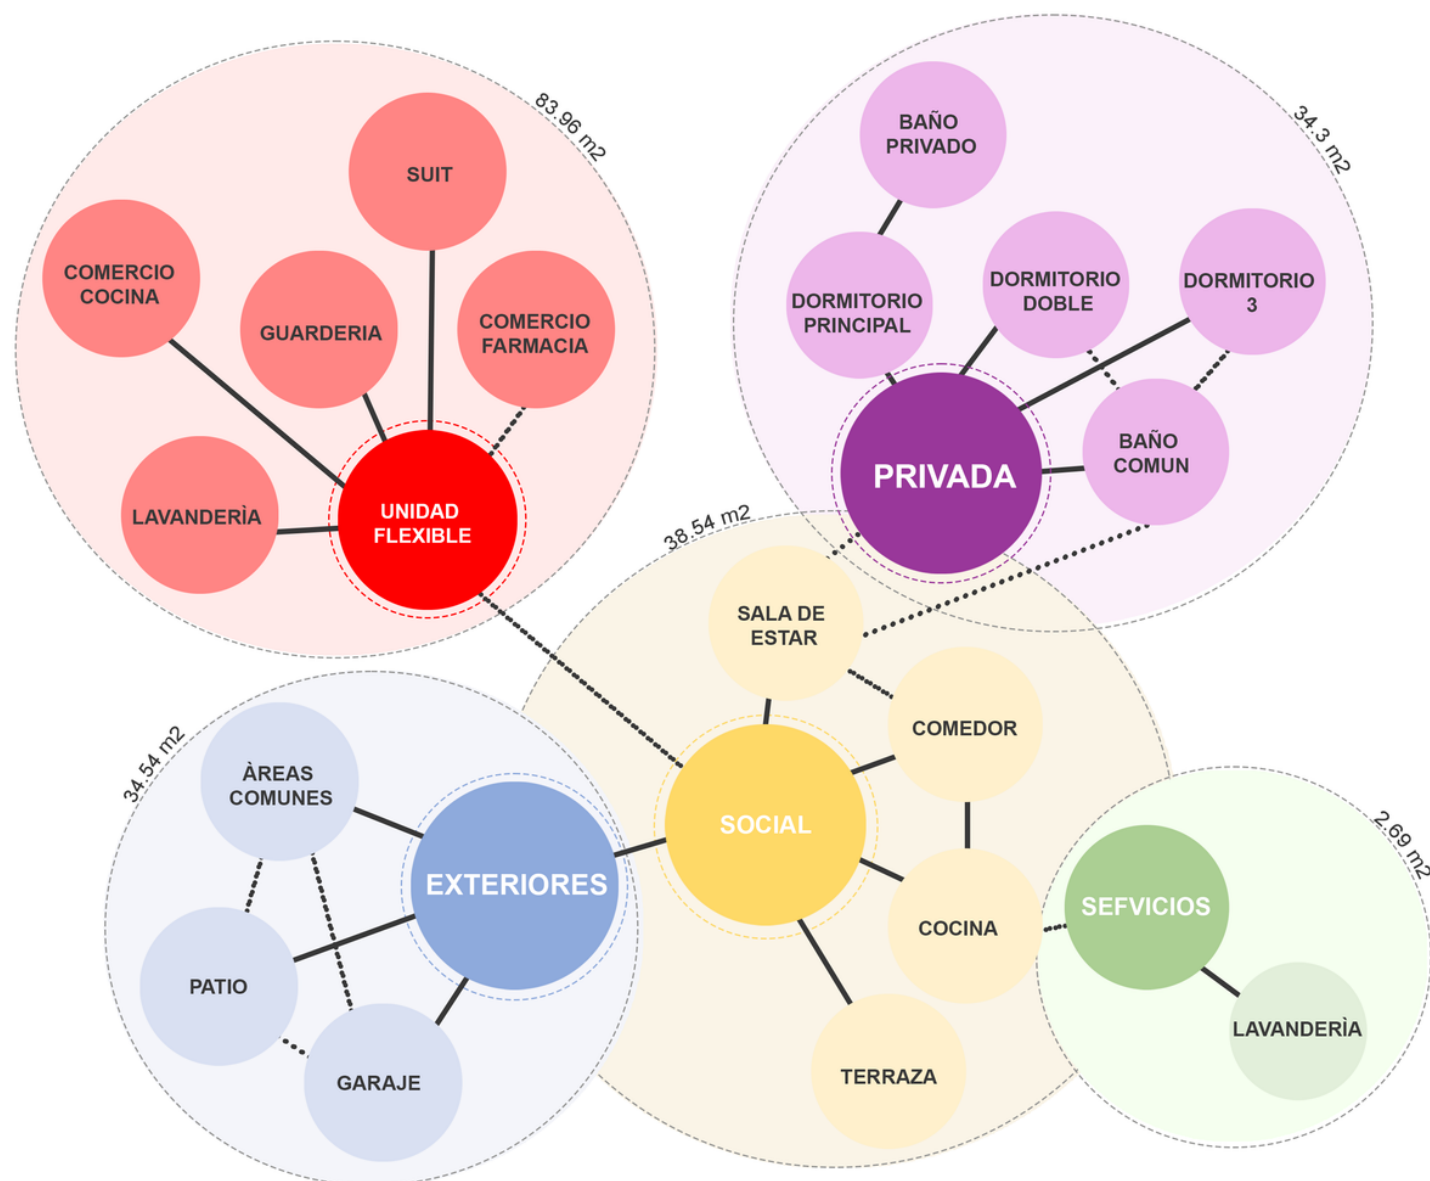 83.96 m2
SUIT
COMERCIO
COCINA
GUARDERIA
COMERCIO
FARMACIA
LAVANDERÌA
UNIDAD
FLEXIBLE
34.3 m2
BAÑO
PRIVADO
DORMITORIO
PRINCIPAL
DORMITORIO
DOBLE
DORMITORIO
3
BAÑO
COMUN
PRIVADA
38.54 m2
SALA DE
ESTAR
COMEDOR
SOCIAL
COCINA
TERRAZA
34.54 m2
ÀREAS
COMUNES
EXTERIORES
PATIO
GARAJE
2.69 m2
SEFVICIOS
LAVANDERÌA